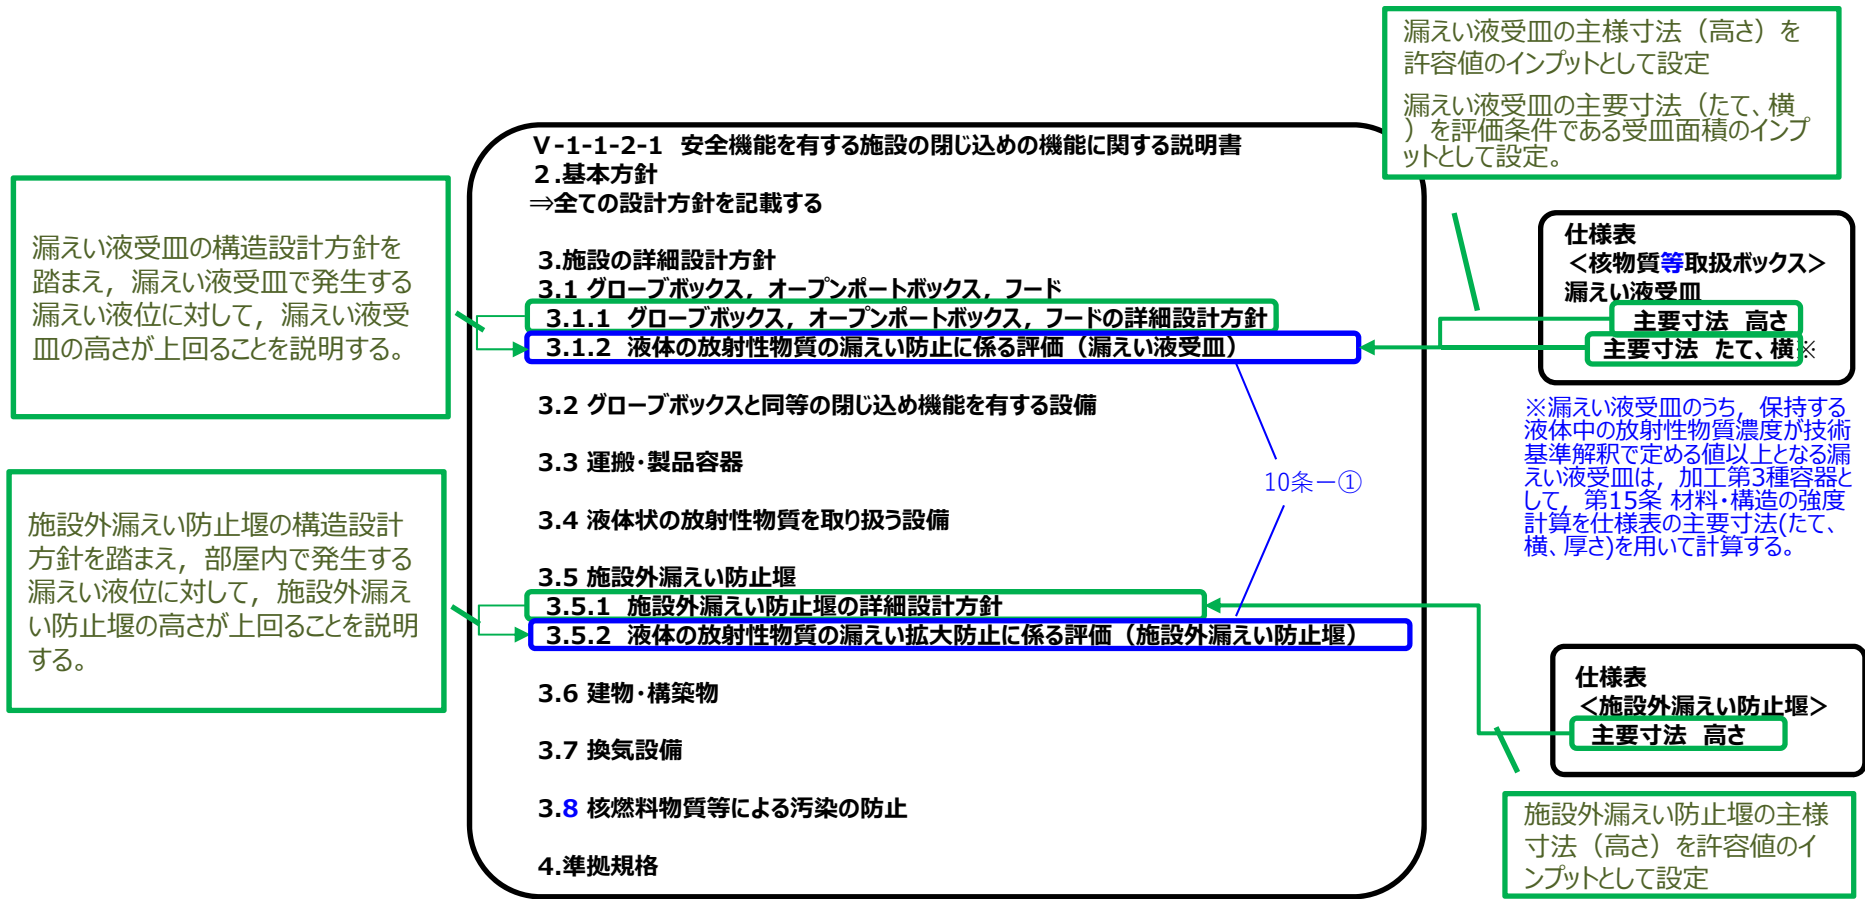 漏えい液受皿の主様寸法（高さ）を
許容値のインプットとして設定
漏えい液受皿の主要寸法（たて、横
）を評価条件である受皿面積のインプ
ットとして設定。
Ⅴ-1-1-2-1 安全機能を有する施設の閉じ込めの機能に関する説明書
２.基本方針
⇒全ての設計方針を記載する
3.施設の詳細設計方針
3.1 グローブボックス，オープンポートボックス，フード
3.1.1 グローブボックス，オープンポートボックス，フードの詳細設計方針
3.1.2 液体の放射性物質の漏えい防止に係る評価（漏えい液受皿）
3.2 グローブボックスと同等の閉じ込め機能を有する設備
3.3 運搬・製品容器
3.4 液体状の放射性物質を取り扱う設備
3.5 施設外漏えい防止堰
3.5.1 施設外漏えい防止堰の詳細設計方針
3.5.2 液体の放射性物質の漏えい拡大防止に係る評価（施設外漏えい防止堰）
3.6 建物・構築物
3.7 換気設備
3.8 核燃料物質等による汚染の防止
4.準拠規格
漏えい液受皿の構造設計方針を
踏まえ，漏えい液受皿で発生する
漏えい液位に対して，漏えい液受
皿の高さが上回ることを説明する。
施設外漏えい防止堰の構造設計
方針を踏まえ，部屋内で発生する
漏えい液位に対して，施設外漏え
い防止堰の高さが上回ることを説明
する。
10条－①
仕様表
＜核物質等取扱ボックス＞
漏えい液受皿
主要寸法 高さ
主要寸法 たて、横※
※漏えい液受皿のうち，保持する
液体中の放射性物質濃度が技術
基準解釈で定める値以上となる漏
えい液受皿は，加工第3種容器と
して，第15条 材料・構造の強度
計算を仕様表の主要寸法(たて、
横、厚さ)を用いて計算する。
仕様表
＜施設外漏えい防止堰＞
主要寸法 高さ
施設外漏えい防止堰の主様
寸法（高さ）を許容値のイ
ンプットとして設定